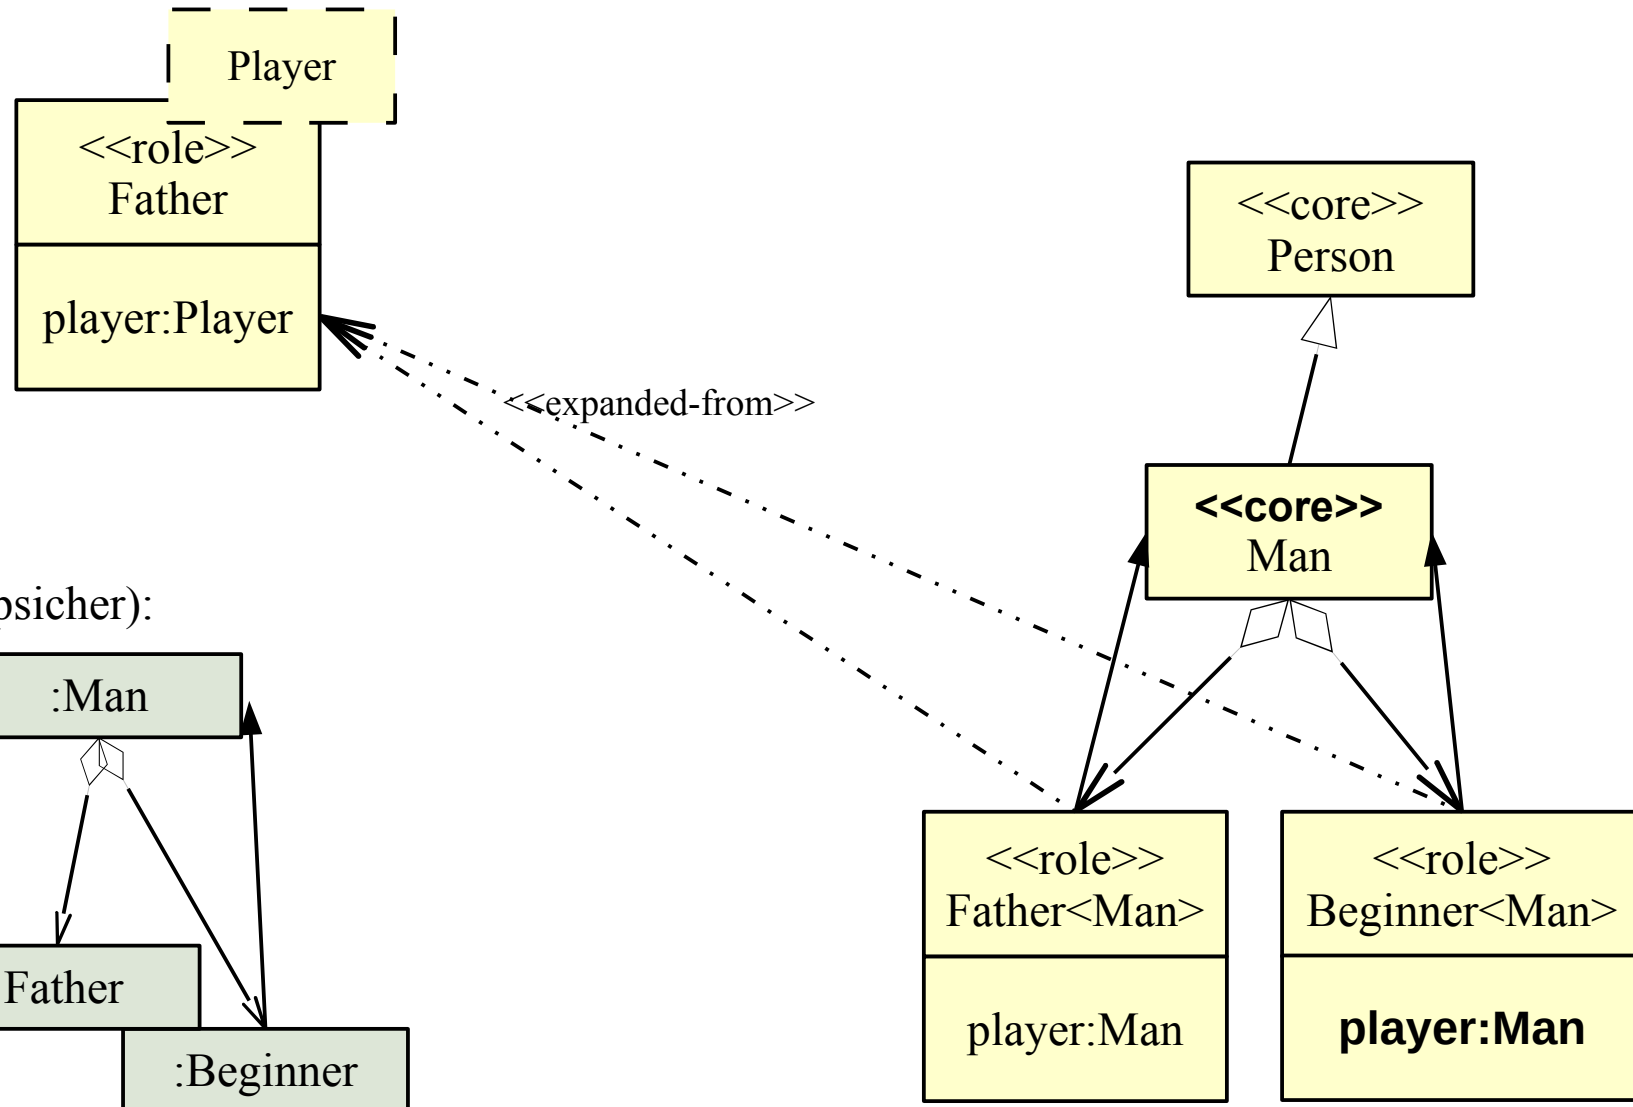 Player
<<role>>
Father
player:Player
<<core>>
Person
<<expanded-from>>
<<core>>
Man
:Man
Father
:Beginner
<<role>>
Father<Man>
player:Man
<<role>>
Beginner<Man>
player:Man